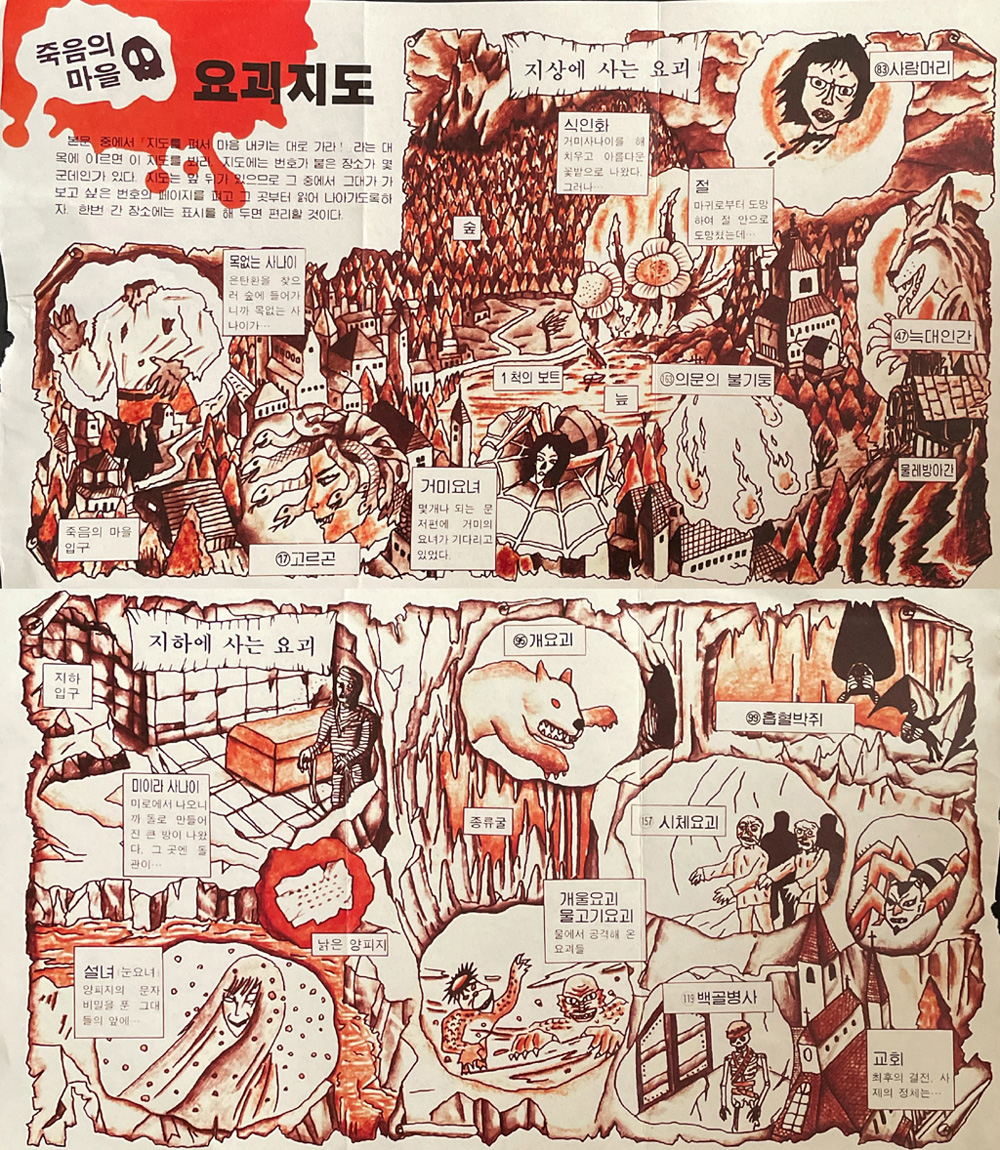 죽음의
마을
요괴지도
본문 중에서 「지도를 펴서 마음 내키는 대로 가라!」라는 대
목에 이르면 이 지도를 봐라. 지도에는 번호가 붙은 장소가 몇
군데인가 있다. 지도는 앞 뒤가 있으므로 그 중에서 그대가 가
보고 싶은 번호의 페이지를 펴고 그 곳부터 읽어 나아가도록하
자. 한번 간 장소에는 표시를 해 두면 편리할 것이다.
지상에 사는 요괴
83사람머리
식인화
거미사나이를 해
치우고 아름다운
꽃밭으로 나왔다.
그러나…
절
마귀로부터 도망
하여 절 안으로
도망쳤는데…
숲
목없는 사나이
은탄환을 찾으
러 숲에 들어가
니까 목없는 사
나이가…
47늑대인간
1척의 보트
163의문의 불기둥
늪
물레방아간
거미요녀
몇개나 되는 문
저편에 거미의
요녀가 기다리고
있었다.
죽음의 마을
입구
17고르곤
지하에 사는 요괴
지하
입구
95개요괴
99흡혈박쥐
미이라 사나이
미로에서 나오니
까 돌로 만들어
진 큰 방이 나왔
다. 그 곳엔 돌
관이…
종류굴
157 시체요괴
개울요괴
물고기요괴
물에서 공격해 온
요괴들
낡은 양피지
설녀(눈요녀)
양피지의 문자
비밀을 푼 그대
들의 앞에…
119백골병사
교회
최후의 결전, 사
제의 정체는…